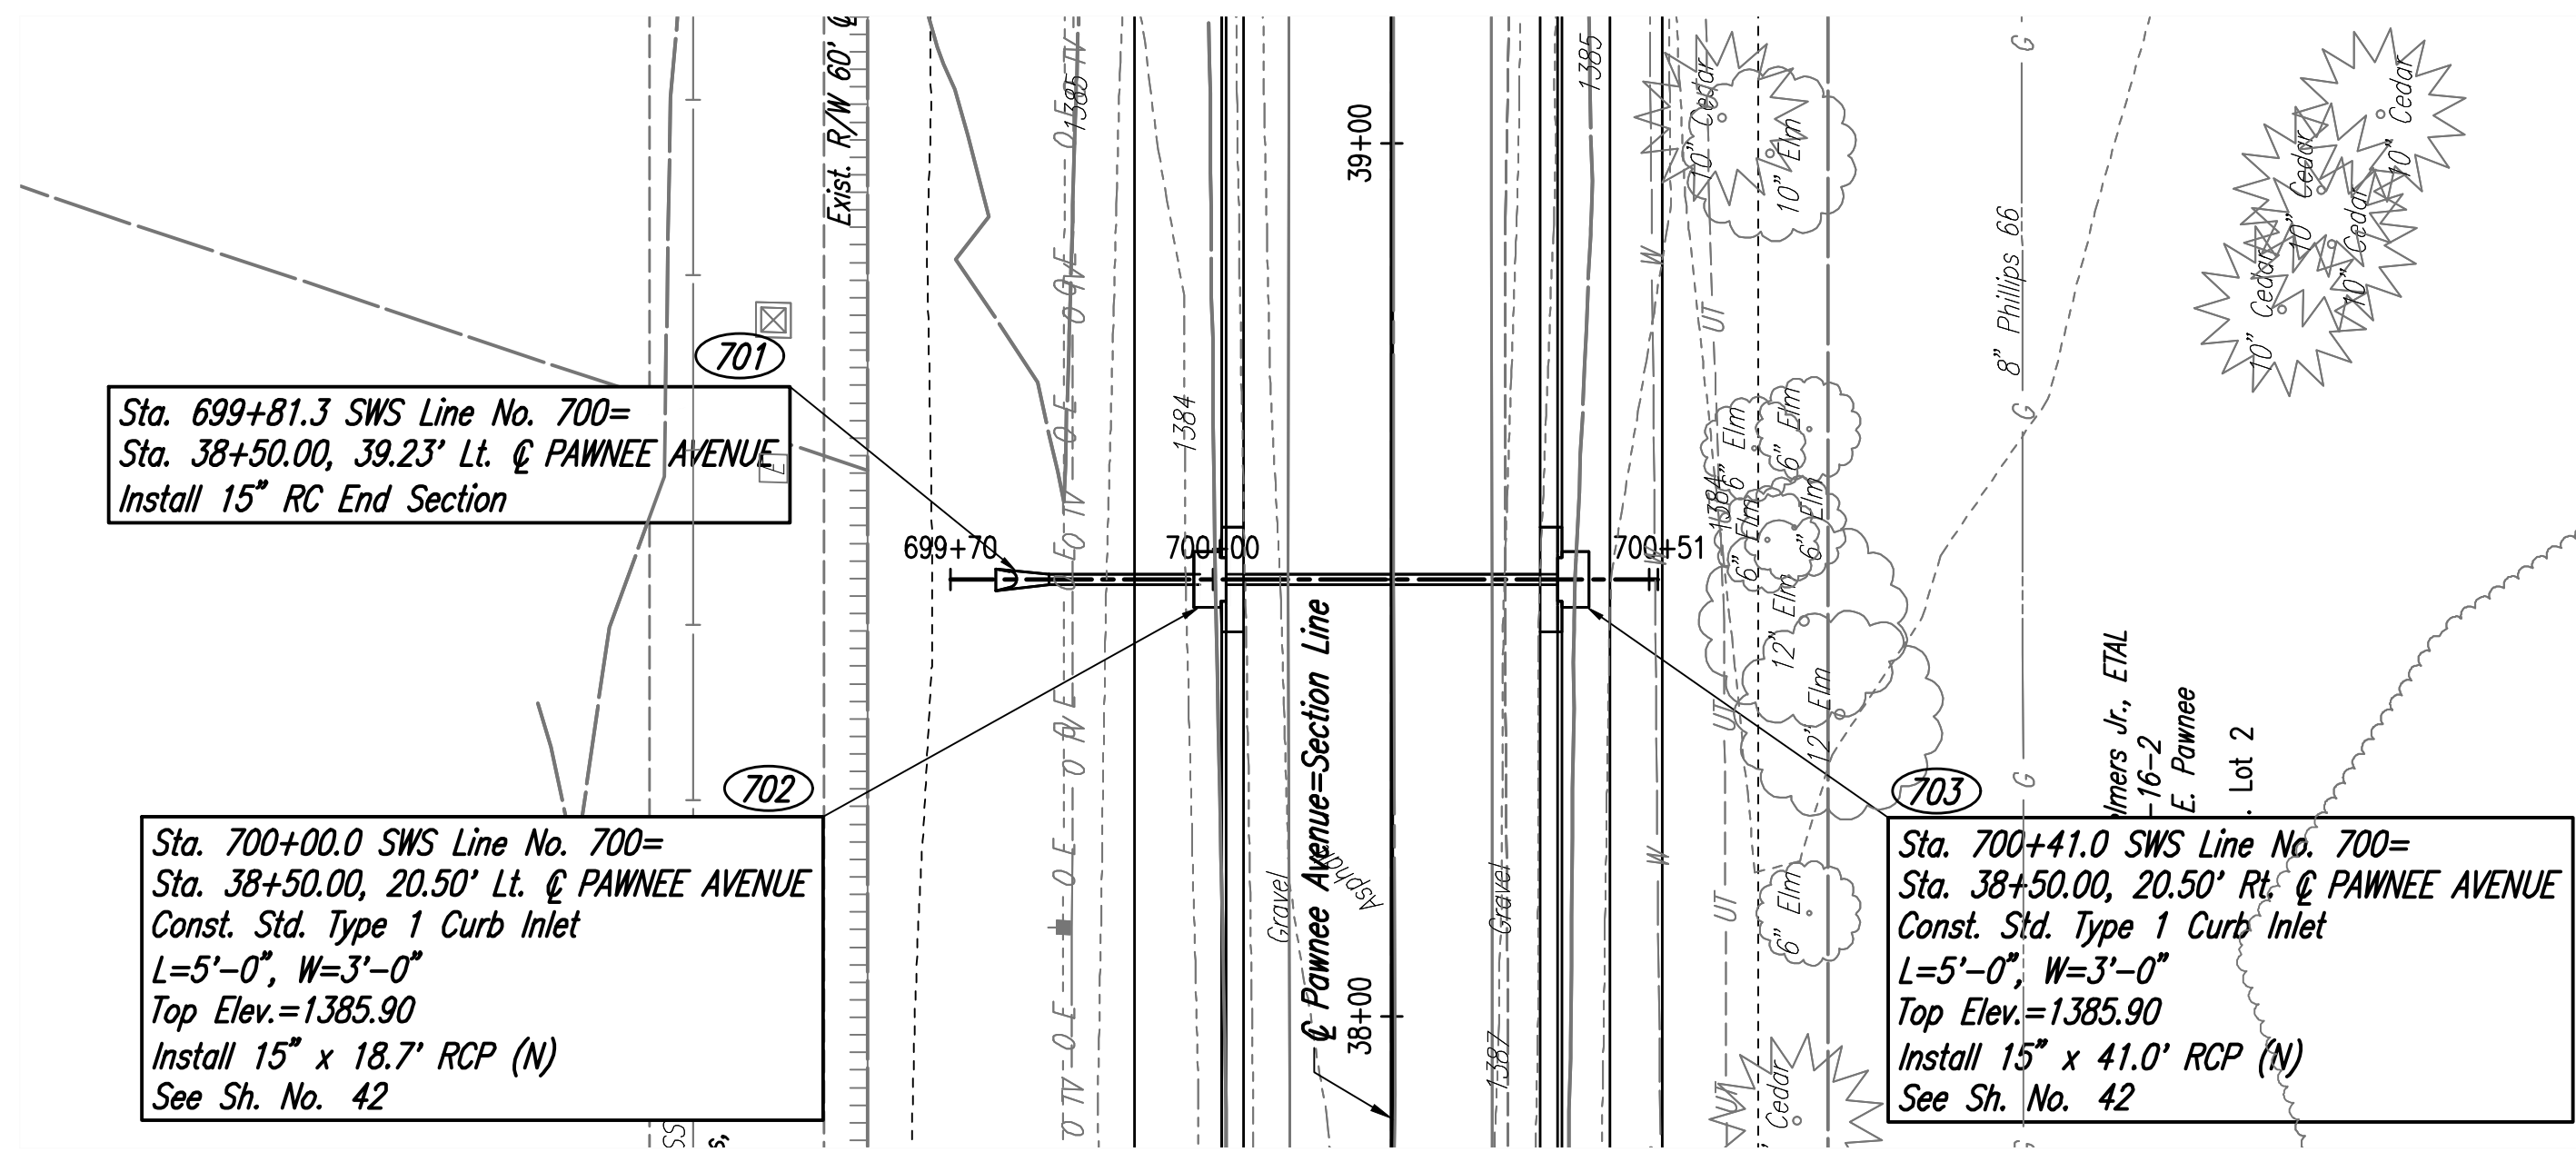 Exist. R/W 60' ℄
1385
1385
39+00
10" Cedar
10" Elm
10" Cedar
10" Cedar
10" Cedar
10" Cedar
8" Phillips 66
G
G
G
G
W
W
W
UT
UT
UT
UT
701
Sta. 699+81.3 SWS Line No. 700=
Sta. 38+50.00, 39.23' Lt. ℄ PAWNEE AVENUE
Install 15" RC End Section
1384
1384
6" Elm
6" Elm
6" Elm
6" Elm
12" Elm
12" Elm
6" Elm
699+70
700+00
700+51
℄ Pawnee Avenue=Section Line
Gravel
Asphalt
Gravel
1387
38+00
702
Sta. 700+00.0 SWS Line No. 700=
Sta. 38+50.00, 20.50' Lt. ℄ PAWNEE AVENUE
Const. Std. Type 1 Curb Inlet
L=5'-0", W=3'-0"
Top Elev.=1385.90
Install 15" x 18.7' RCP (N)
See Sh. No. 42
lmers Jr., ETAL
-16-2
E. Pawnee
. Lot 2
703
Sta. 700+41.0 SWS Line No. 700=
Sta. 38+50.00, 20.50' Rt. ℄ PAWNEE AVENUE
Const. Std. Type 1 Curb Inlet
L=5'-0", W=3'-0"
Top Elev.=1385.90
Install 15" x 41.0' RCP (N)
See Sh. No. 42
Cedar
SS
s,